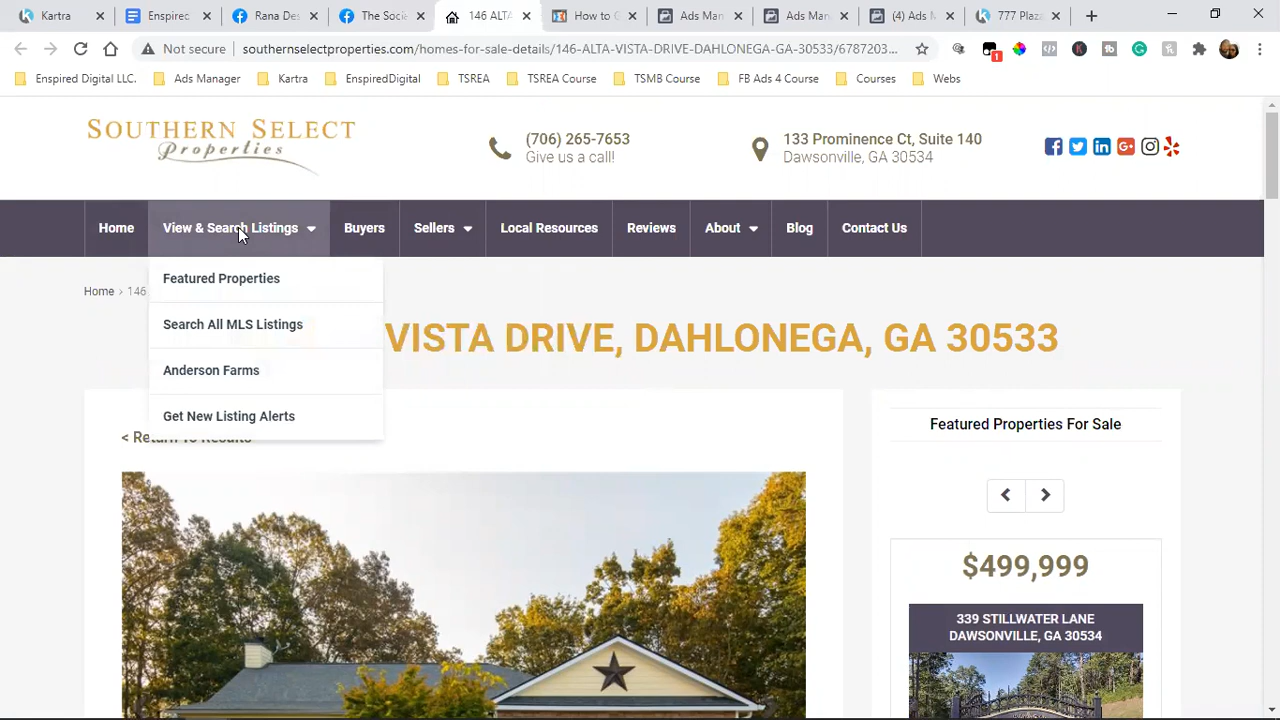 Kartra
Enspired
Rana De
The Socia
146 ALTA
How to G
Ads Man
Ads Man
(4) Ads M
777 Plaza
Not secure
southernselectproperties.com/homes-for-sale-details/146-ALTA-VISTA-DRIVE-DAHLONEGA-GA-30533/6787203...
1
Enspired Digital LLC.
Ads Manager
Kartra
EnspiredDigital
TSREA
TSREA Course
TSMB Course
FB Ads 4 Course
Courses
Webs
SOUTHERN SELECT
Properties
(706) 265-7653
Give us a call!
133 Prominence Ct, Suite 140
Dawsonville, GA 30534
Home
View & Search Listings
Buyers
Sellers
Local Resources
Reviews
About
Blog
Contact Us
Featured Properties
Search All MLS Listings
Anderson Farms
Get New Listing Alerts
Home › 146
VISTA DRIVE, DAHLONEGA, GA 30533
< Return To Results
Featured Properties For Sale
$499,999
339 STILLWATER LANE
DAWSONVILLE, GA 30534